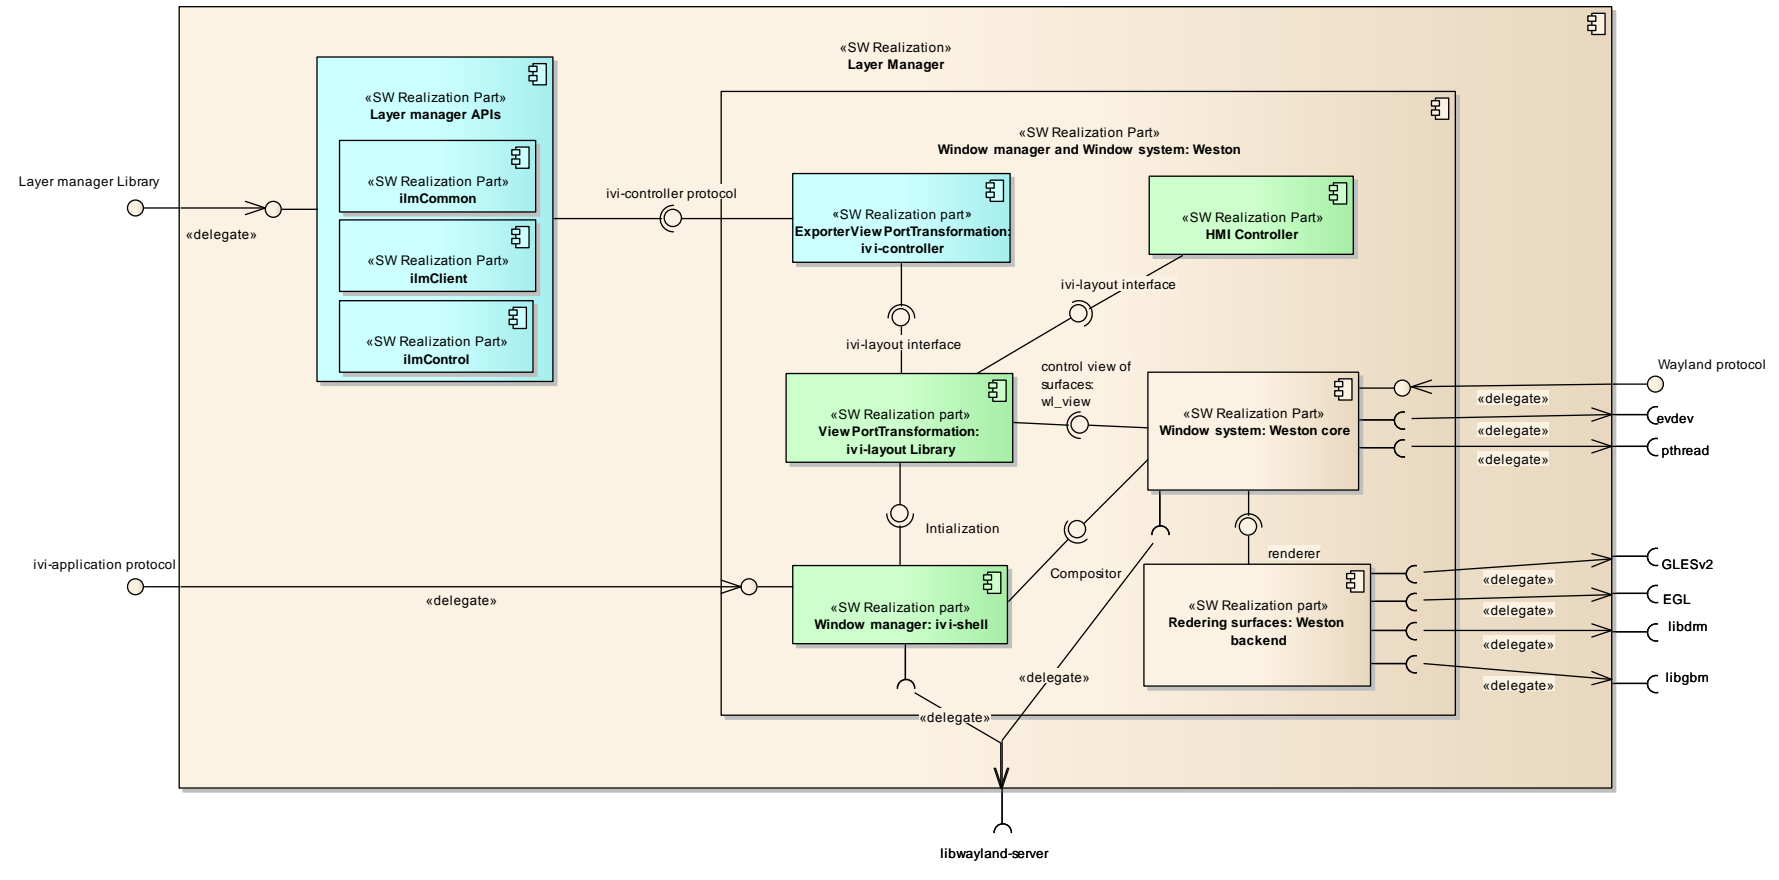 «SW Realization»
Layer Manager
«SW Realization Part»
Layer manager APIs
«SW Realization Part»
ilmCommon
«SW Realization Part»
ilmClient
«SW Realization Part»
ilmControl
Layer manager Library
«delegate»
ivi-controller protocol
«SW Realization Part»
Window manager and Window system: Weston
«SW Realization part»
ExporterViewPortTransformation:
ivi-controller
«SW Realization Part»
HMI Controller
ivi-layout interface
ivi-layout interface
control view of
surfaces:
wl_view
«SW Realization part»
ViewPortTransformation:
ivi-layout Library
«SW Realization Part»
Window system: Weston core
Wayland protocol
«delegate»
evdev
«delegate»
pthread
«delegate»
Intialization
renderer
Compositor
ivi-application protocol
«delegate»
«SW Realization part»
Window manager: ivi-shell
«SW Realization part»
Redering surfaces: Weston
backend
GLESv2
«delegate»
EGL
«delegate»
libdrm
«delegate»
libgbm
«delegate»
«delegate»
«delegate»
libwayland-server